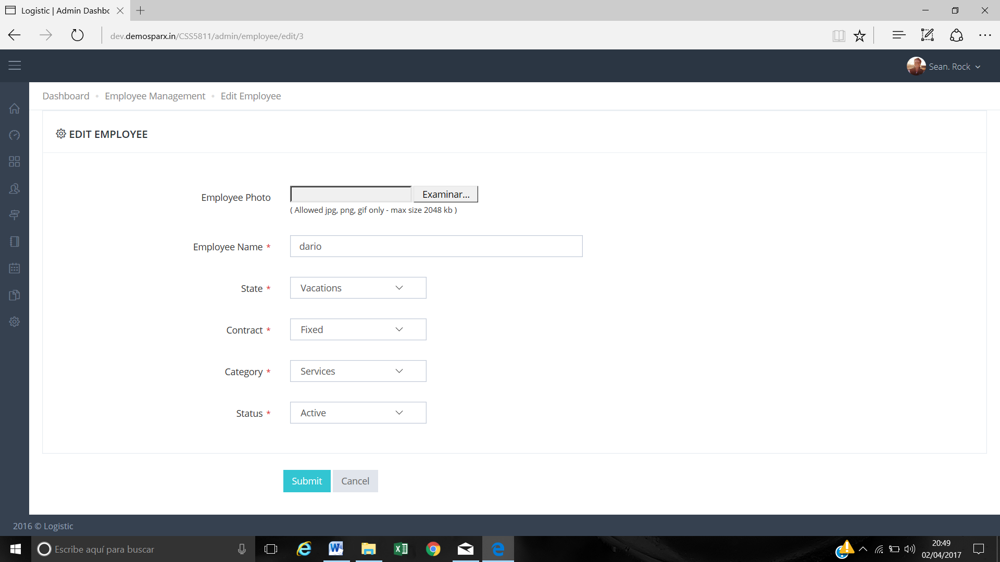 Logistic | Admin Dashbo
dev.demosparx.in/CSS5811/admin/employee/edit/3
Sean. Rock
Dashboard • Employee Management • Edit Employee
EDIT EMPLOYEE
Employee Photo
Examinar...
( Allowed jpg, png, gif only - max size 2048 kb )
Employee Name * dario
State * Vacations
Contract * Fixed
Category * Services
Status * Active
Submit Cancel
2016 © Logistic
Escribe aquí para buscar
20:49
02/04/2017